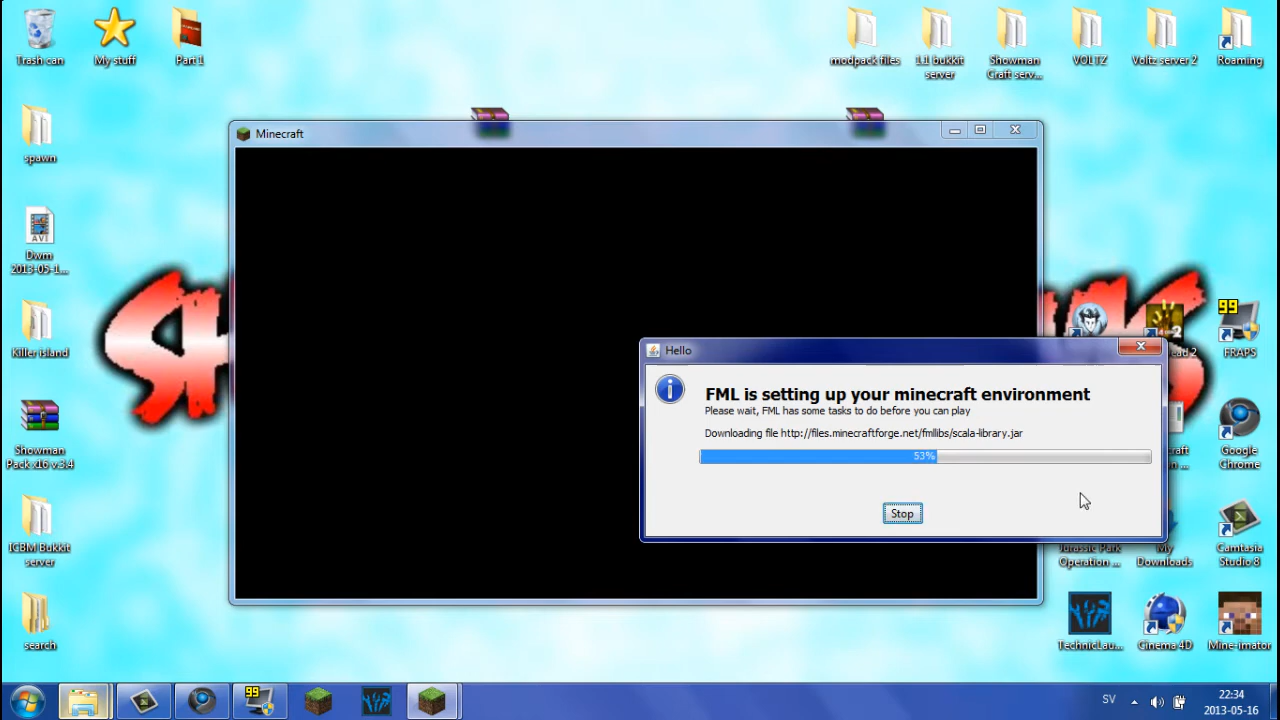 Trash can
My stuff
Part 1
modpack files
1.1 bukkit
server
Showman
Craft serv...
VOLTZ
Voltz server 2
Roaming
spawn
Minecraft
AVI
Dwm
2013-05-1...
Killer island
99
FRAPS
Hello
FML is setting up your minecraft environment
Please wait, FML has some tasks to do before you can play
Downloading file http://files.minecraftforge.net/fmllibs/scala-library.jar
53%
Stop
Showman
Pack x16 v.3.4
Google
Chrome
ICBM Bukkit
server
Jurassic Park
Operation ...
My
Downloads
Camtasia
Studio 8
search
TechnicLau...
Cinema 4D
Mine-imator
99
SV
22:34
2013-05-16